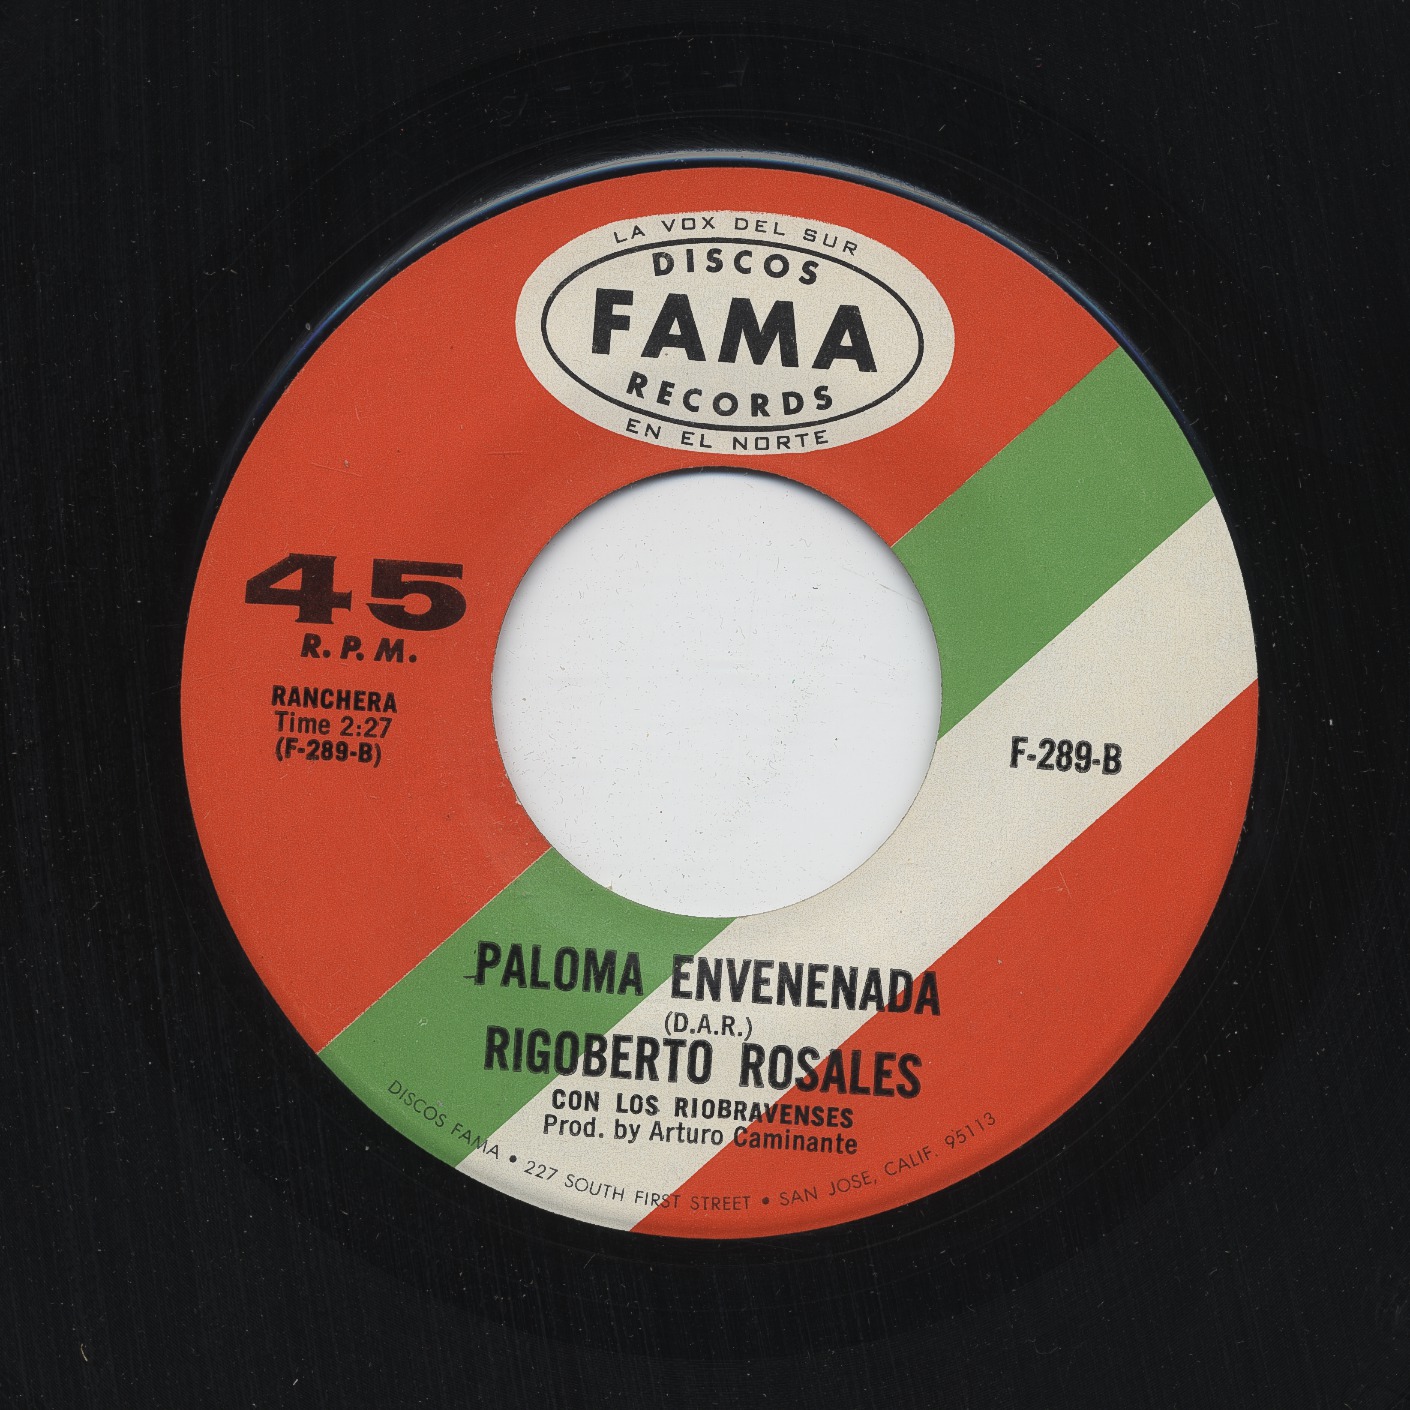 LA VOX DEL SUR
DISCOS
FAMA
RECORDS
EN EL NORTE
45
R.P.M.
RANCHERA
Time 2:27
(F-289-B)
F-289-B
PALOMA ENVENENADA
(D.A.R.)
RIGOBERTO ROSALES
CON LOS RIOBRAVENSES
Prod. by Arturo Caminante
DISCOS FAMA • 227 SOUTH FIRST STREET • SAN JOSE, CALIF. 95113